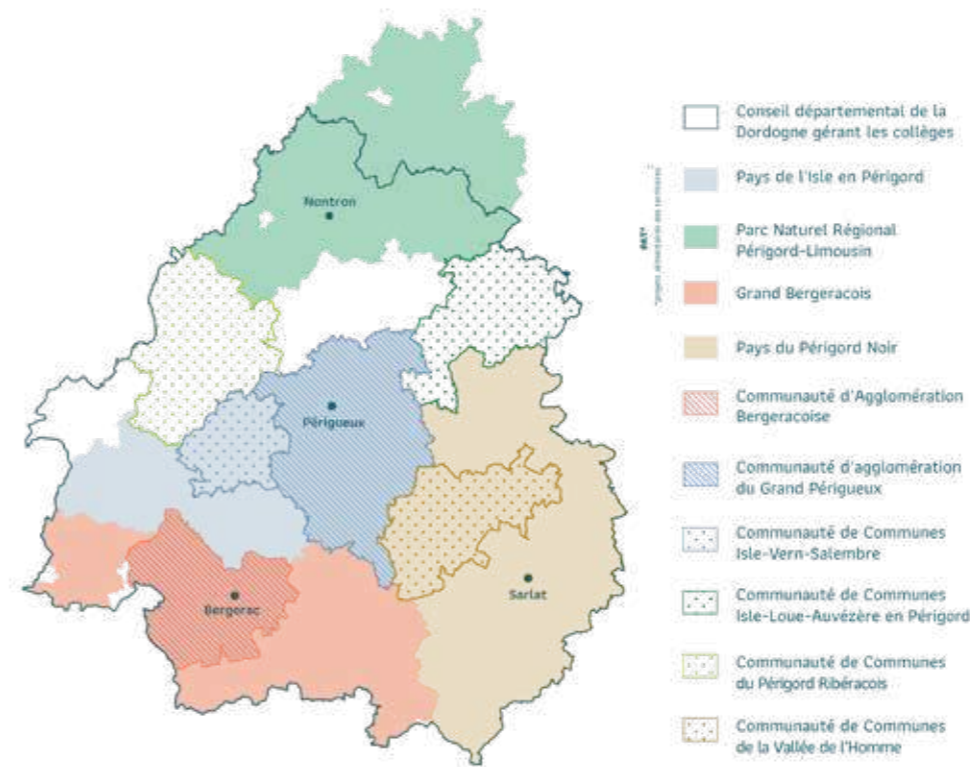 Nontron
Périgueux
Bergerac
Sarlat
PAT*
Conseil départemental de la
Dordogne gérant les collèges
Pays de l'Isle en Périgord
Parc Naturel Régional
Périgord-Limousin
Grand Bergeracois
Pays du Périgord Noir
Communauté d'Agglomération
Bergeracoise
Communauté d'agglomération
du Grand Périgueux
Communauté de Communes
Isle-Vern-Salembre
Communauté de Communes
Isle-Loue-Auvézère en Périgord
Communauté de Communes
du Périgord Ribéracois
Communauté de Communes
de la Vallée de l'Homme